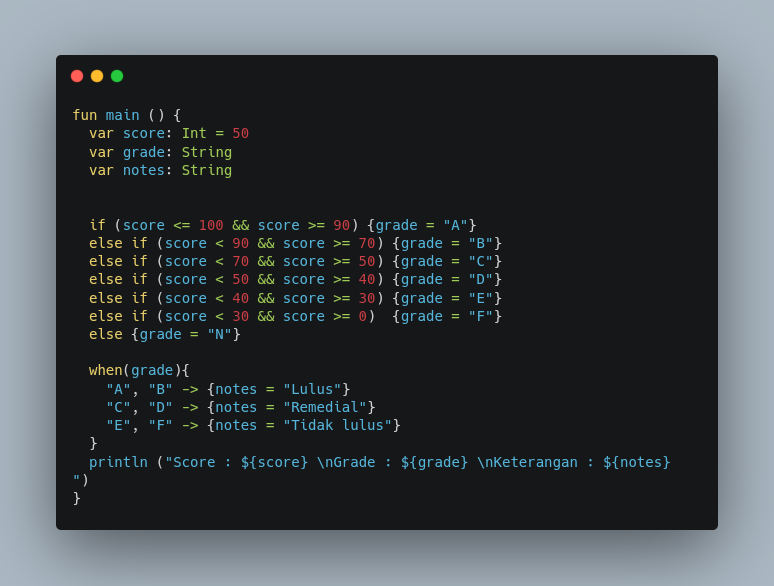 fun main () {
  var score: Int = 50
  var grade: String
  var notes: String
  if (score <= 100 && score >= 90) {grade = "A"}
  else if (score < 90 && score >= 70) {grade = "B"}
  else if (score < 70 && score >= 50) {grade = "C"}
  else if (score < 50 && score >= 40) {grade = "D"}
  else if (score < 40 && score >= 30) {grade = "E"}
  else if (score < 30 && score >= 0)  {grade = "F"}
  else {grade = "N"}
  when(grade){
    "A", "B" -> {notes = "Lulus"}
    "C", "D" -> {notes = "Remedial"}
    "E", "F" -> {notes = "Tidak lulus"}
  }
  println ("Score : ${score} \nGrade : ${grade} \nKeterangan : ${notes}
")
}